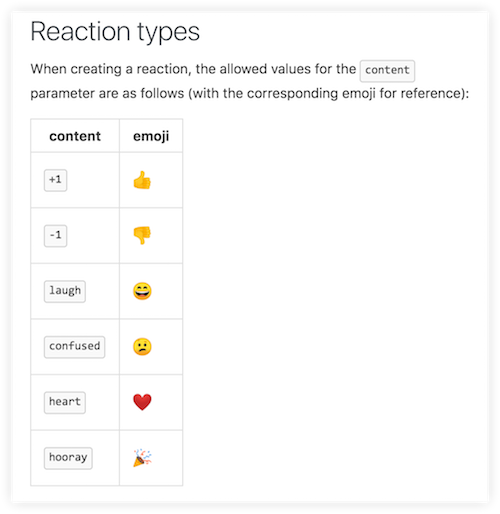 Reaction types
When creating a reaction, the allowed values for the content
parameter are as follows (with the corresponding emoji for reference):
content emoji
+1 👍
-1 👎
laugh 😄
confused 😕
heart ❤️
hooray 🎉